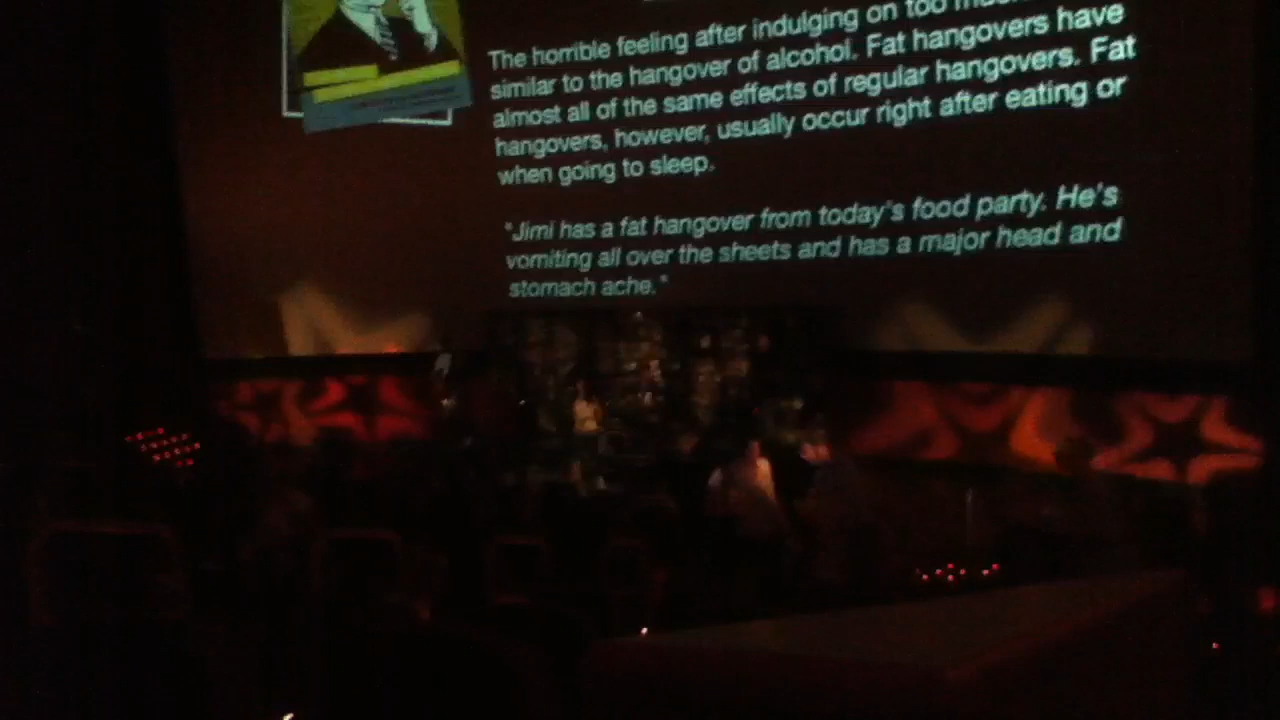 The horrible feeling after indulging on too
similar to the hangover of alcohol. Fat hangovers have
almost all of the same effects of regular hangovers. Fat
hangovers, however, usually occur right after eating or
when going to sleep.
"Jimi has a fat hangover from today's food party. He's
vomiting all over the sheets and has a major head and
stomach ache."